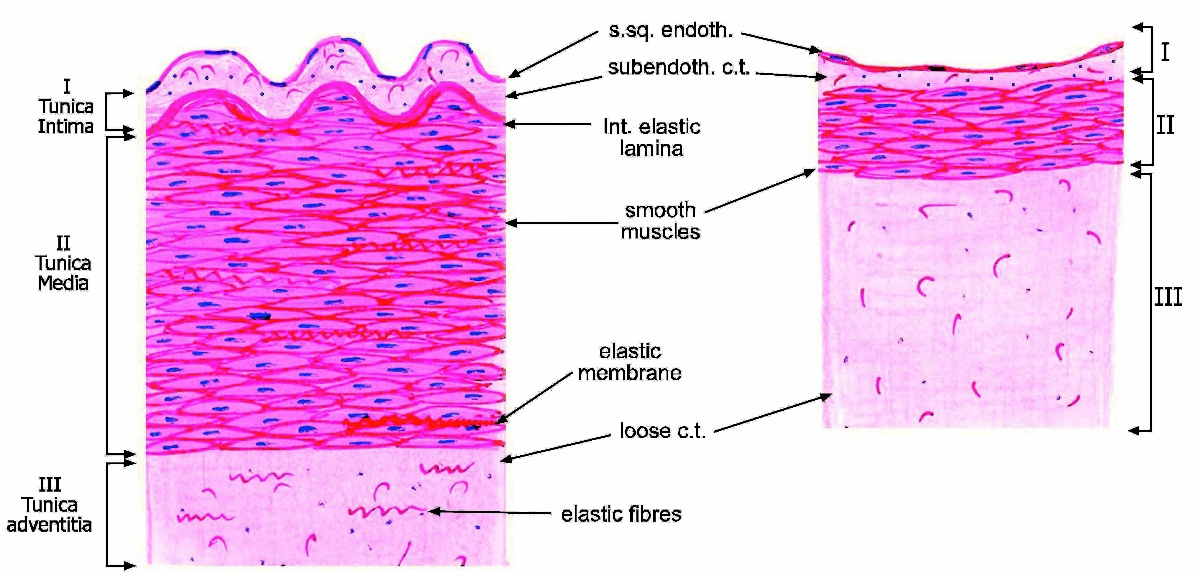 I
Tunica
Intima
II
Tunica
Media
III
Tunica
adventitia
s.sq. endoth.
subendoth. c.t.
Int. elastic
lamina
smooth
muscles
elastic
membrane
loose c.t.
elastic fibres
I
II
III